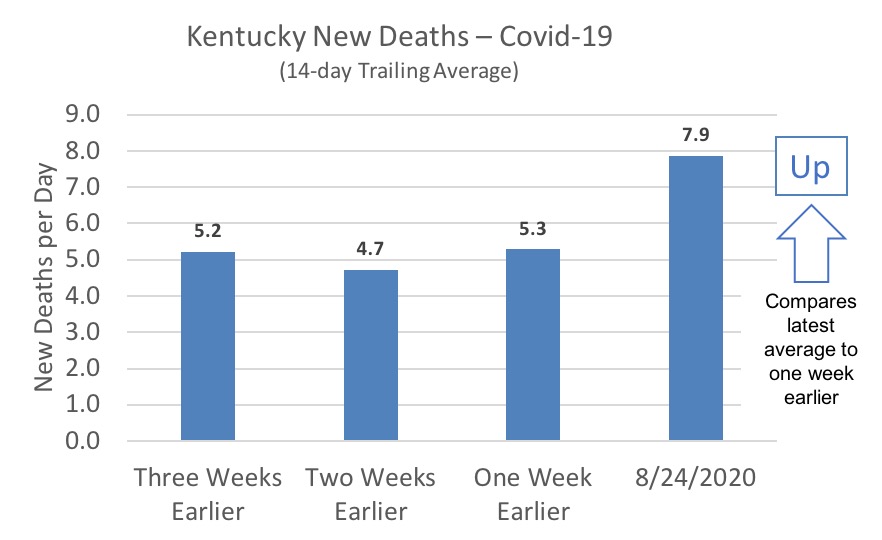 Kentucky New Deaths – Covid-19
(14-day Trailing Average)
New Deaths per Day
9.0
8.0
7.0
6.0
5.0
4.0
3.0
2.0
1.0
0.0
5.2
4.7
5.3
7.9
Three Weeks
Earlier
Two Weeks
Earlier
One Week
Earlier
8/24/2020
Up
Compares
latest
average to
one week
earlier